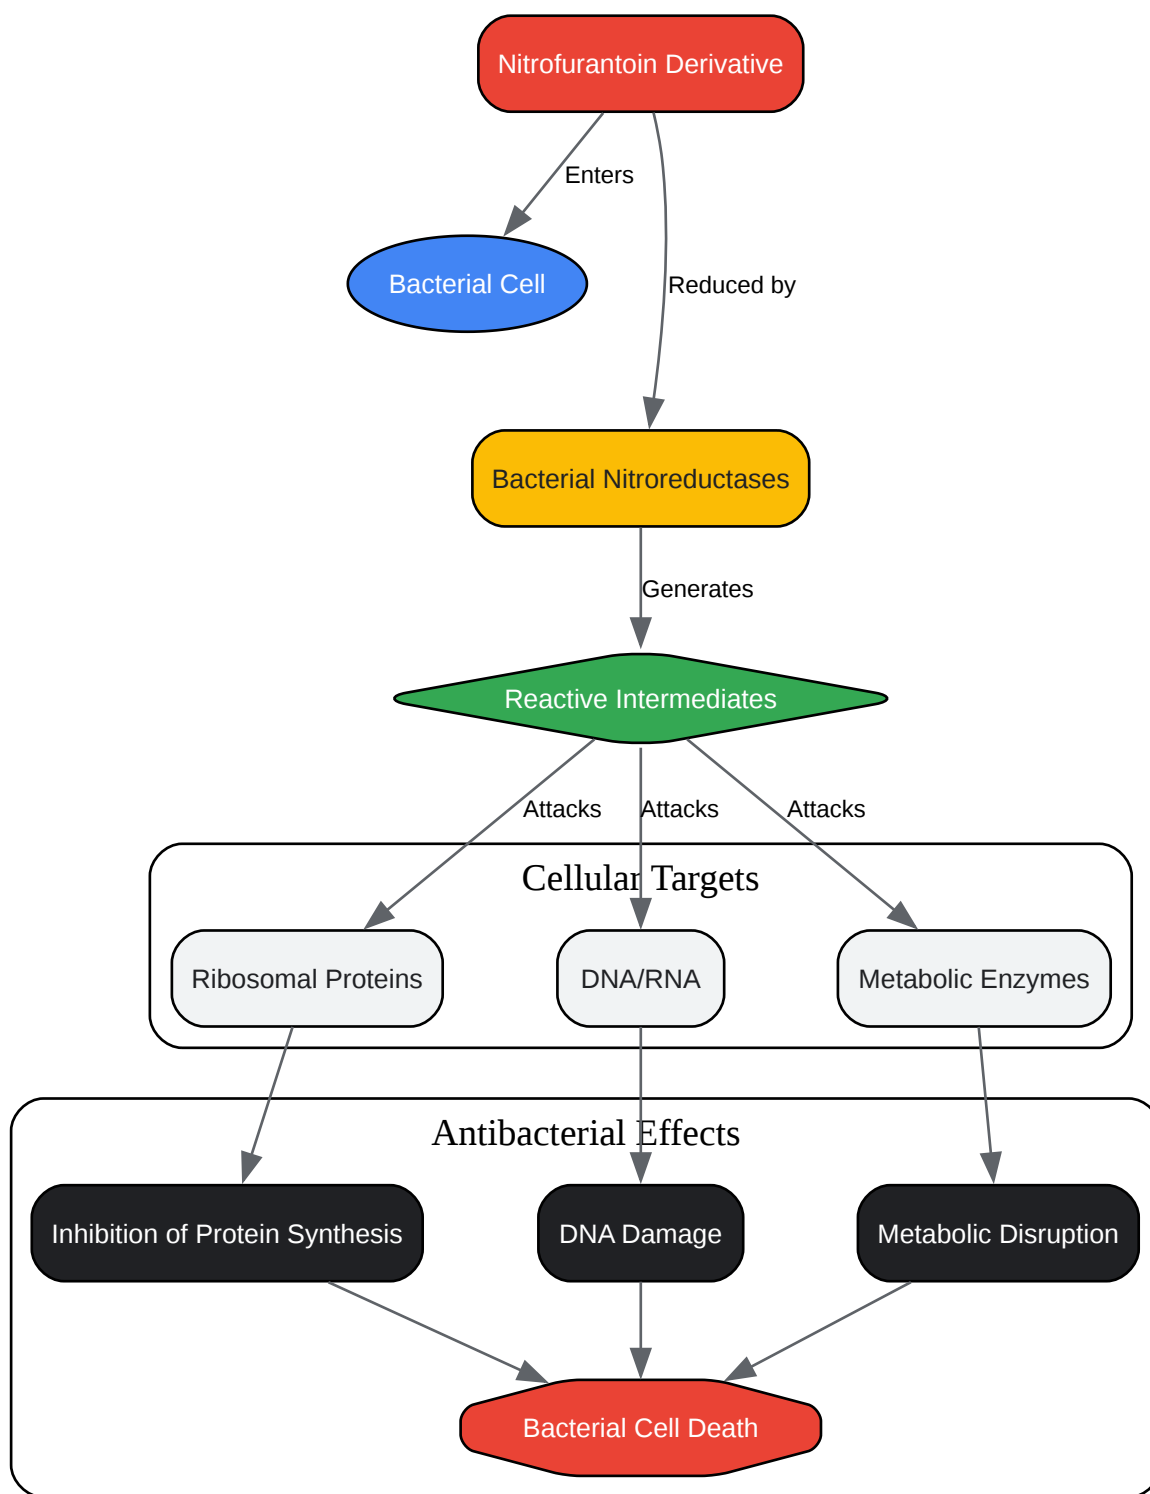 Nitrofurantoin Derivative
Enters
Bacterial Cell
Reduced by
Bacterial Nitroreductases
Generates
Reactive Intermediates
Attacks
Attacks
Attacks
Cellular Targets
Ribosomal Proteins
DNA/RNA
Metabolic Enzymes
Antibacterial Effects
Inhibition of Protein Synthesis
DNA Damage
Metabolic Disruption
Bacterial Cell Death